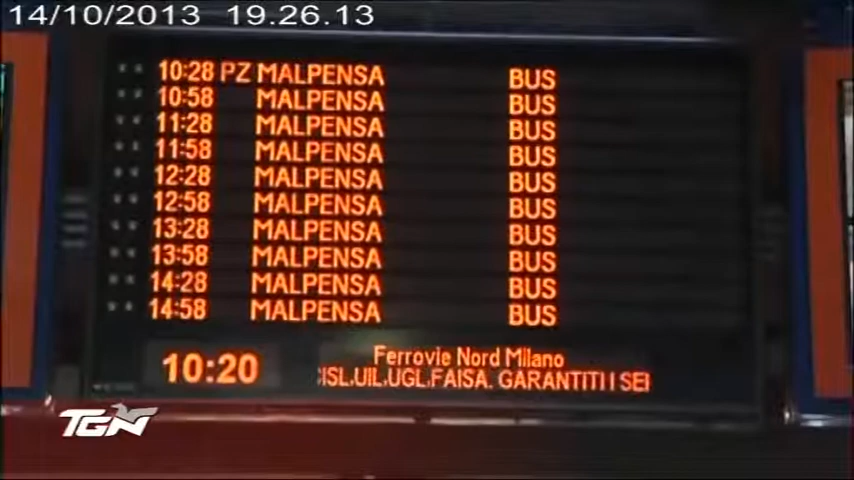 14/10/2013 19.26.13
** 10:28 PZ MALPENSA BUS
** 10:58 MALPENSA BUS
** 11:28 MALPENSA BUS
** 11:58 MALPENSA BUS
** 12:28 MALPENSA BUS
** 12:58 MALPENSA BUS
** 13:28 MALPENSA BUS
** 13:58 MALPENSA BUS
** 14:28 MALPENSA BUS
** 14:58 MALPENSA BUS
10:20 Ferrovie Nord Milano
ISL.UIL.UGL.FAISA. GARANTITI I SEI
TGN